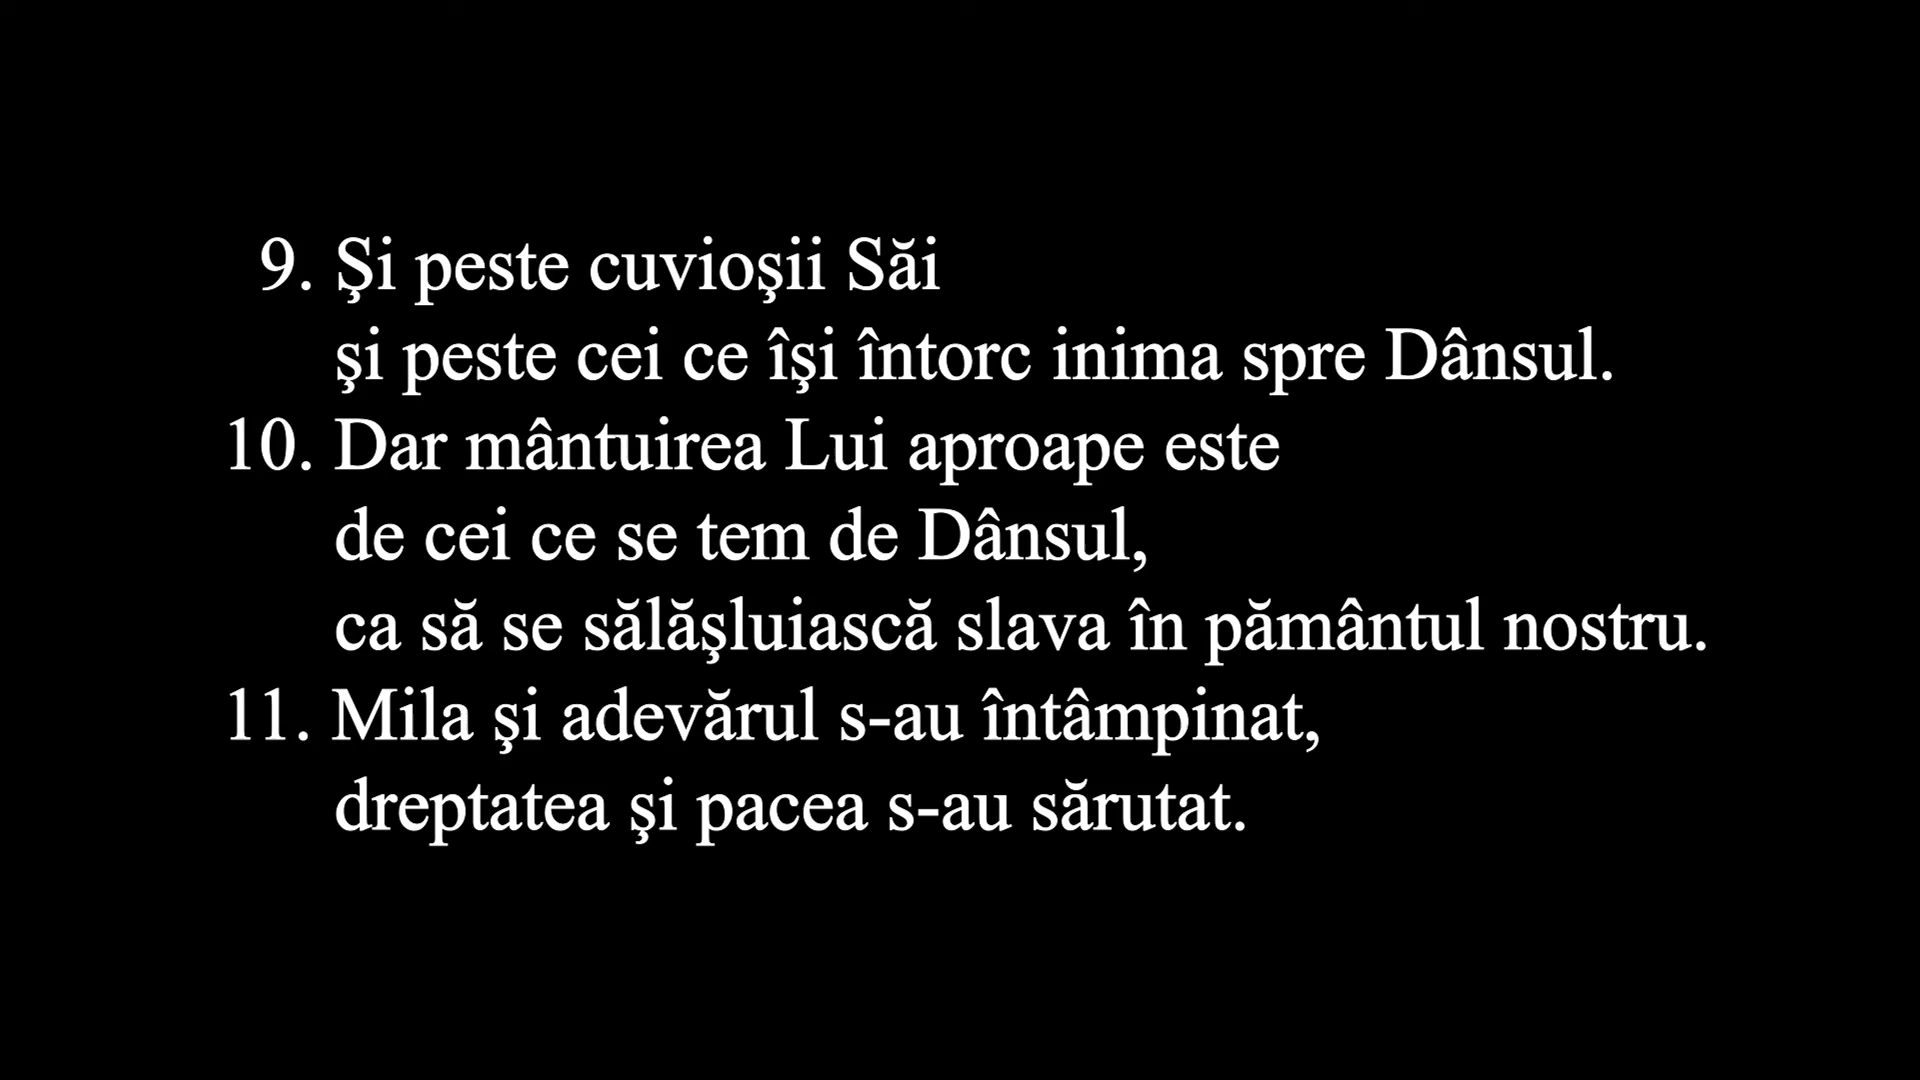 9. Şi peste cuvioşii Săi
şi peste cei ce îşi întorc inima spre Dânsul.
10. Dar mântuirea Lui aproape este
de cei ce se tem de Dânsul,
ca să se sălăşluiască slava în pământul nostru.
11. Mila şi adevărul s-au întâmpinat,
dreptatea şi pacea s-au sărutat.